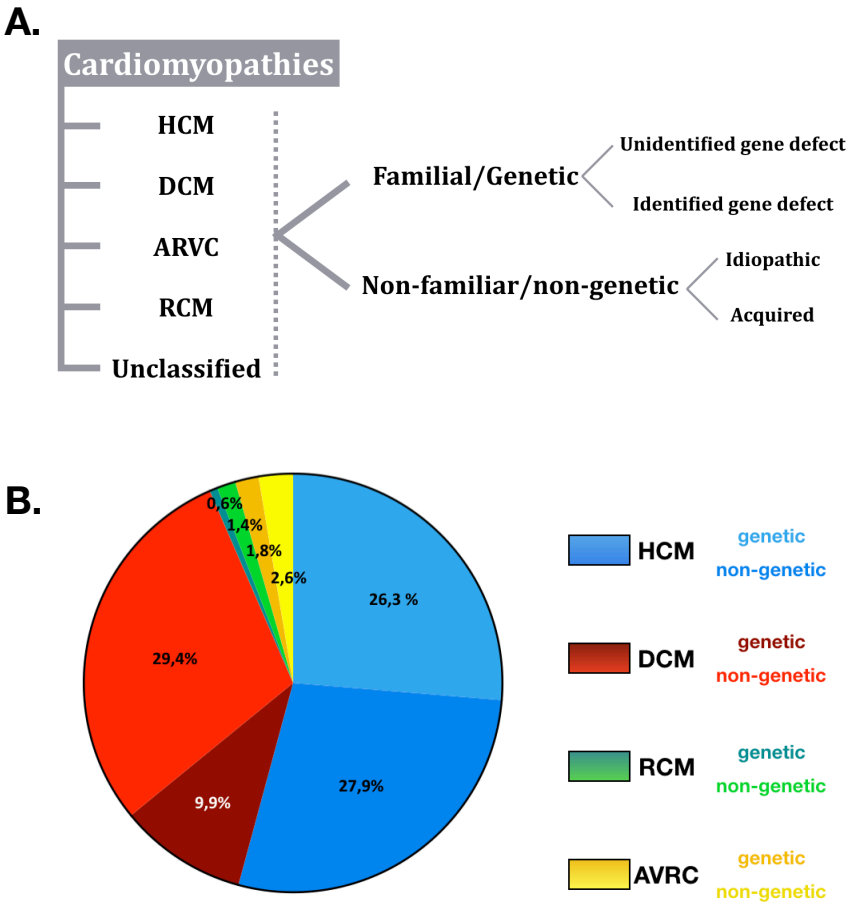 A.
Cardiomyopathies
HCM
DCM
ARVC
RCM
Unclassified
Familial/Genetic
Unidentified gene defect
Identified gene defect
Non-familiar/non-genetic
Idiopathic
Acquired
B.
0,6%
1,4%
1,8%
2,6%
26,3 %
29,4%
27,9%
9,9%
HCM
genetic
non-genetic
DCM
genetic
non-genetic
RCM
genetic
non-genetic
AVRC
genetic
non-genetic